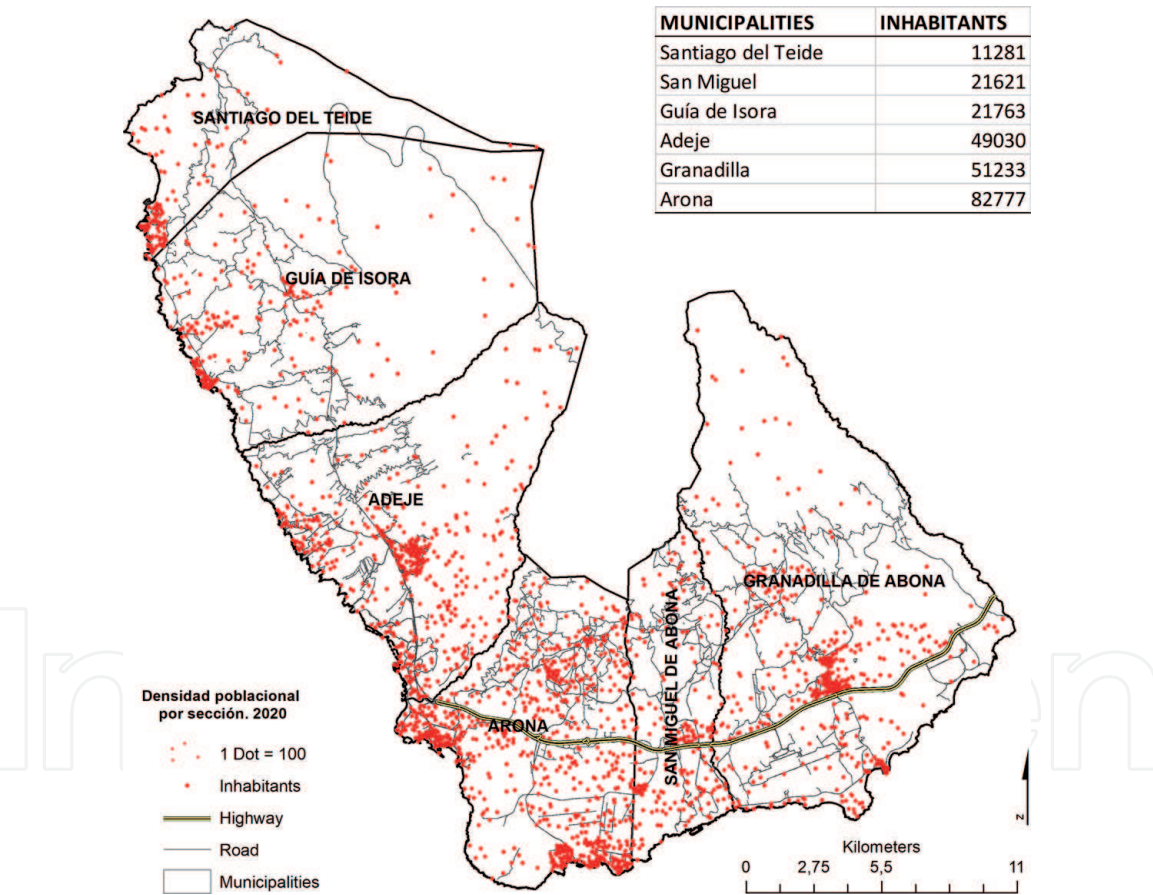 MUNICIPALITIES INHABITANTS
Santiago del Teide 11281
San Miguel 21621
Guía de Isora 21763
Adeje 49030
Granadilla 51233
Arona 82777
SANTIAGO DEL TEIDE
GUÍA DE ISORA
ADEJE
GRANADILLA DE ABONA
SAN MIGUEL DE ABONA
ARONA
Densidad poblacional
por sección. 2020
1 Dot = 100
Inhabitants
Highway
Road
Municipalities
Kilometers
0 2,75 5,5 11
z